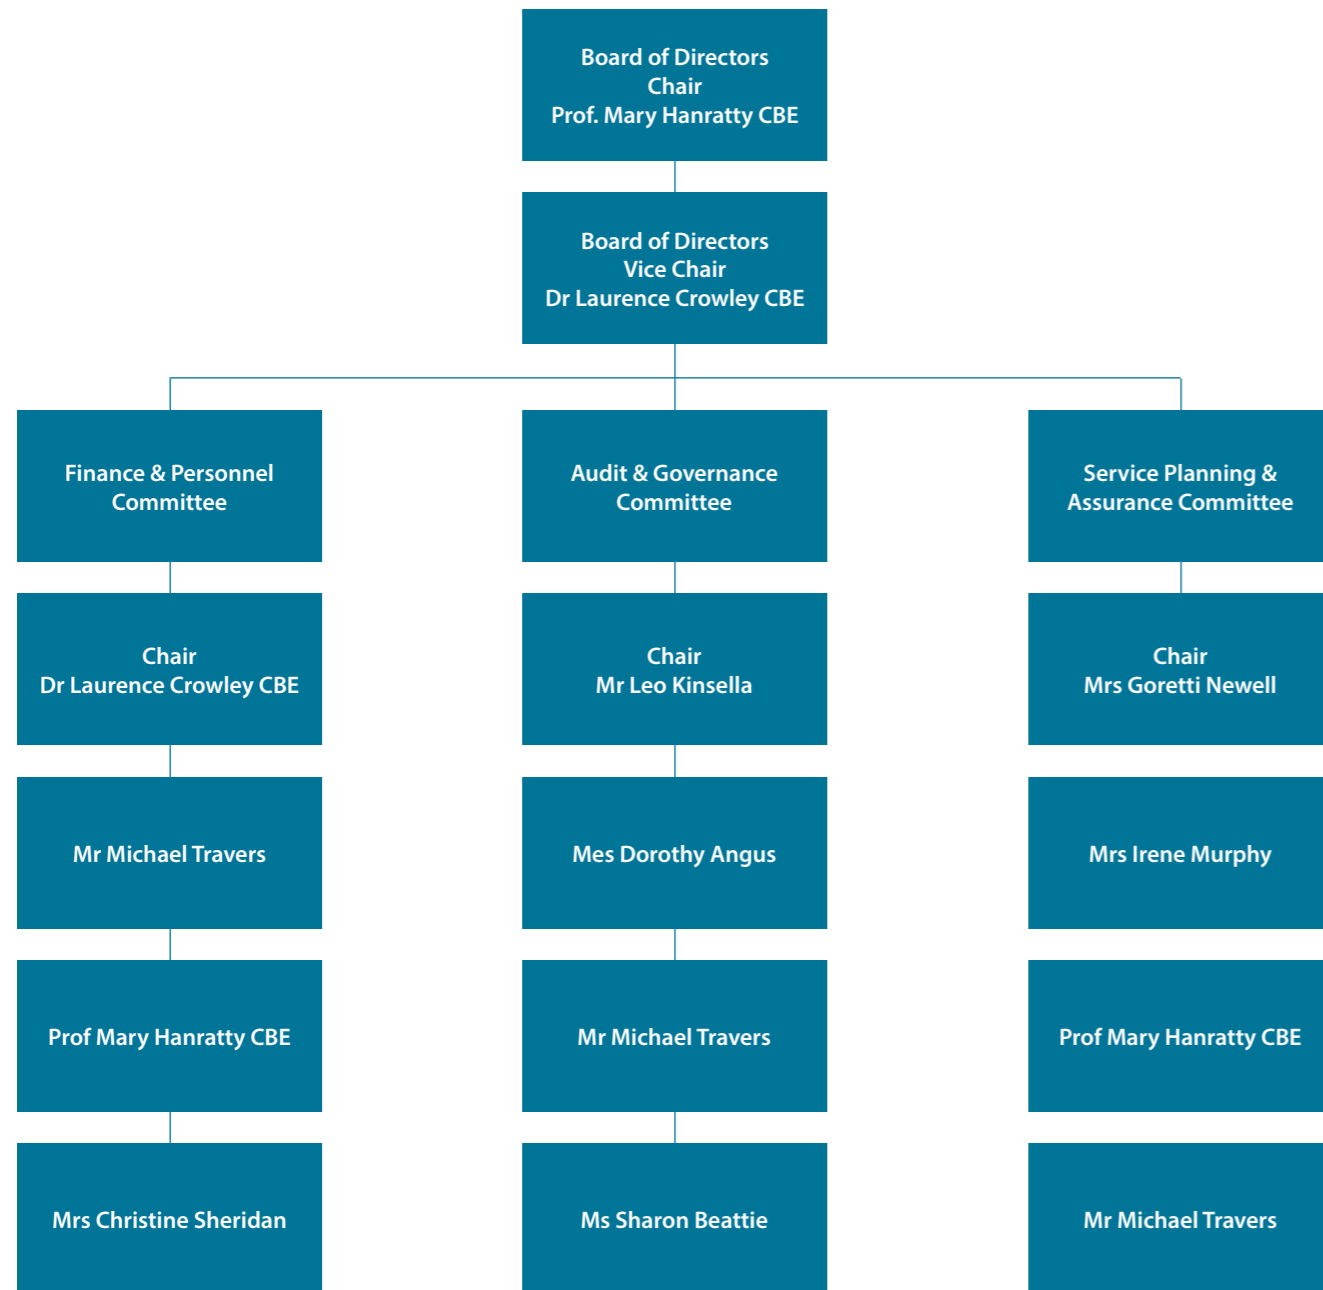 Board of Directors
Chair
Prof. Mary Hanratty CBE
Board of Directors
Vice Chair
Dr Laurence Crowley CBE
Finance & Personnel
Committee
Audit & Governance
Committee
Service Planning &
Assurance Committee
Chair
Dr Laurence Crowley CBE
Chair
Mr Leo Kinsella
Chair
Mrs Goretti Newell
Mr Michael Travers
Mes Dorothy Angus
Mrs Irene Murphy
Prof Mary Hanratty CBE
Mr Michael Travers
Prof Mary Hanratty CBE
Mrs Christine Sheridan
Ms Sharon Beattie
Mr Michael Travers